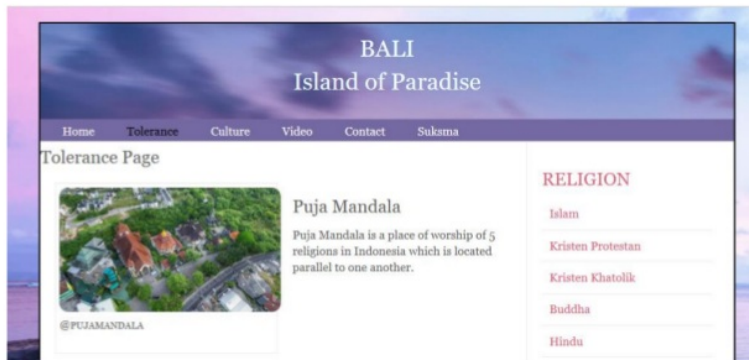 BALI
Island of Paradise
Home Tolerance Culture Video Contact Suksma
Tolerance Page
Puja Mandala
Puja Mandala is a place of worship of 5
religions in Indonesia which is located
parallel to one another.
@PUJAMANDALA
RELIGION
Islam
Kristen Protestan
Kristen Khatolik
Buddha
Hindu